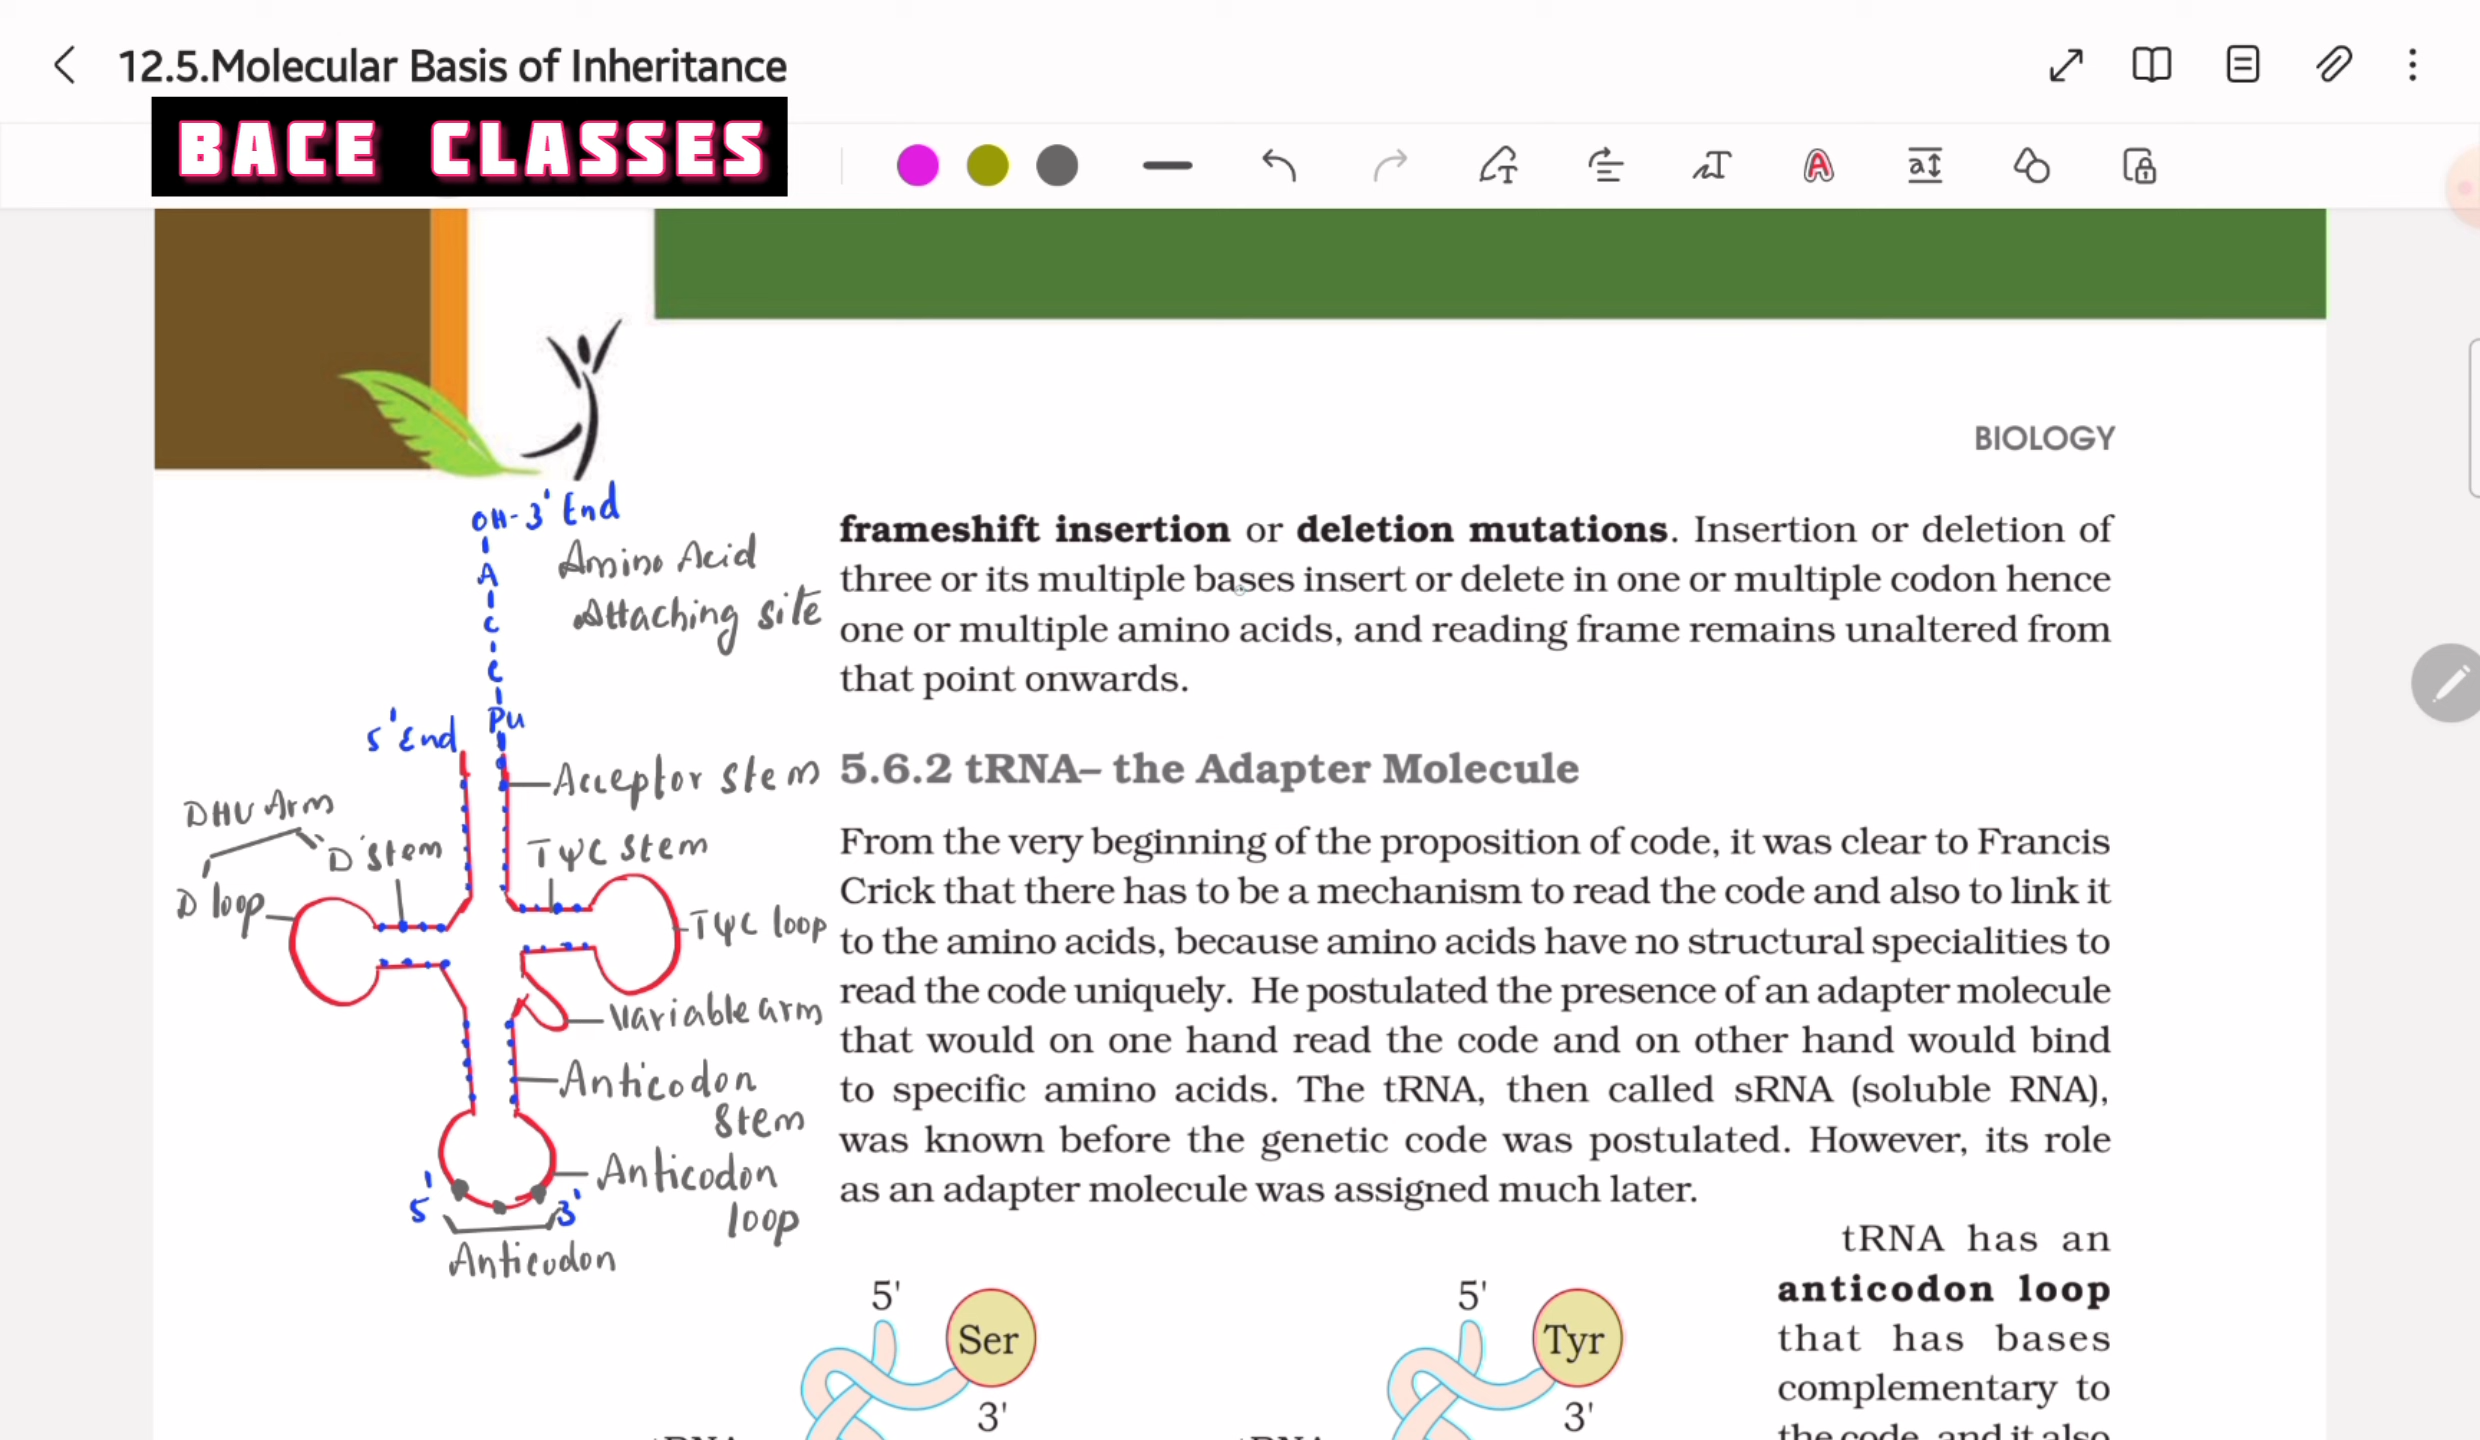 12.5.Molecular Basis of Inheritance
BACE CLASSES
BIOLOGY
OH-3' End
A
C
C
Pu
Amino Acid
Attaching site
5' End
Acceptor stem
DHU Arm
D stem
D loop
TψC stem
TψC loop
Variable arm
Anticodon
stem
Anticodon
loop
5'
3'
Anticodon
frameshift insertion or deletion mutations. Insertion or deletion of
three or its multiple bases insert or delete in one or multiple codon hence
one or multiple amino acids, and reading frame remains unaltered from
that point onwards.
5.6.2 tRNA– the Adapter Molecule
From the very beginning of the proposition of code, it was clear to Francis
Crick that there has to be a mechanism to read the code and also to link it
to the amino acids, because amino acids have no structural specialities to
read the code uniquely. He postulated the presence of an adapter molecule
that would on one hand read the code and on other hand would bind
to specific amino acids. The tRNA, then called sRNA (soluble RNA),
was known before the genetic code was postulated. However, its role
as an adapter molecule was assigned much later.
tRNA has an
anticodon loop
that has bases
complementary to
the code, and it also
5'
Ser
3'
tRNA
5'
Tyr
3'
tRNA